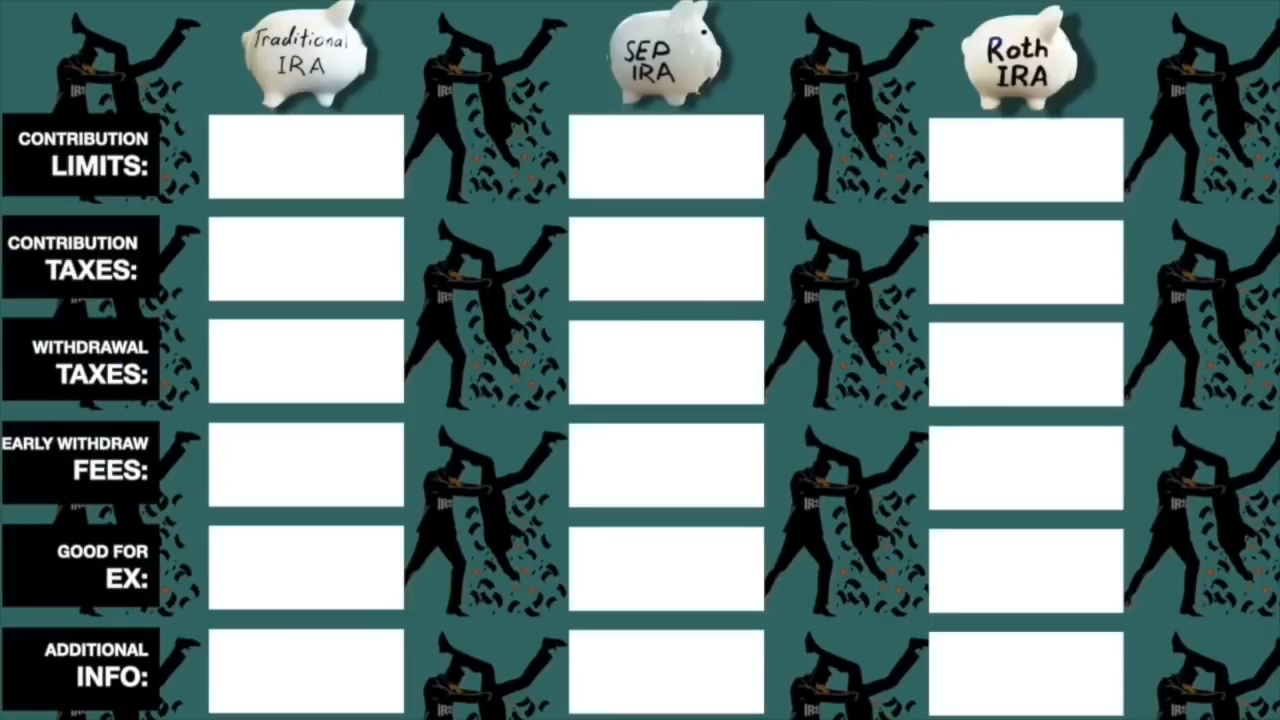 Traditional
IRA
SEP
IRA
Roth
IRA
CONTRIBUTION
LIMITS:
CONTRIBUTION
TAXES:
WITHDRAWAL
TAXES:
EARLY WITHDRAW
FEES:
GOOD FOR
EX:
ADDITIONAL
INFO: